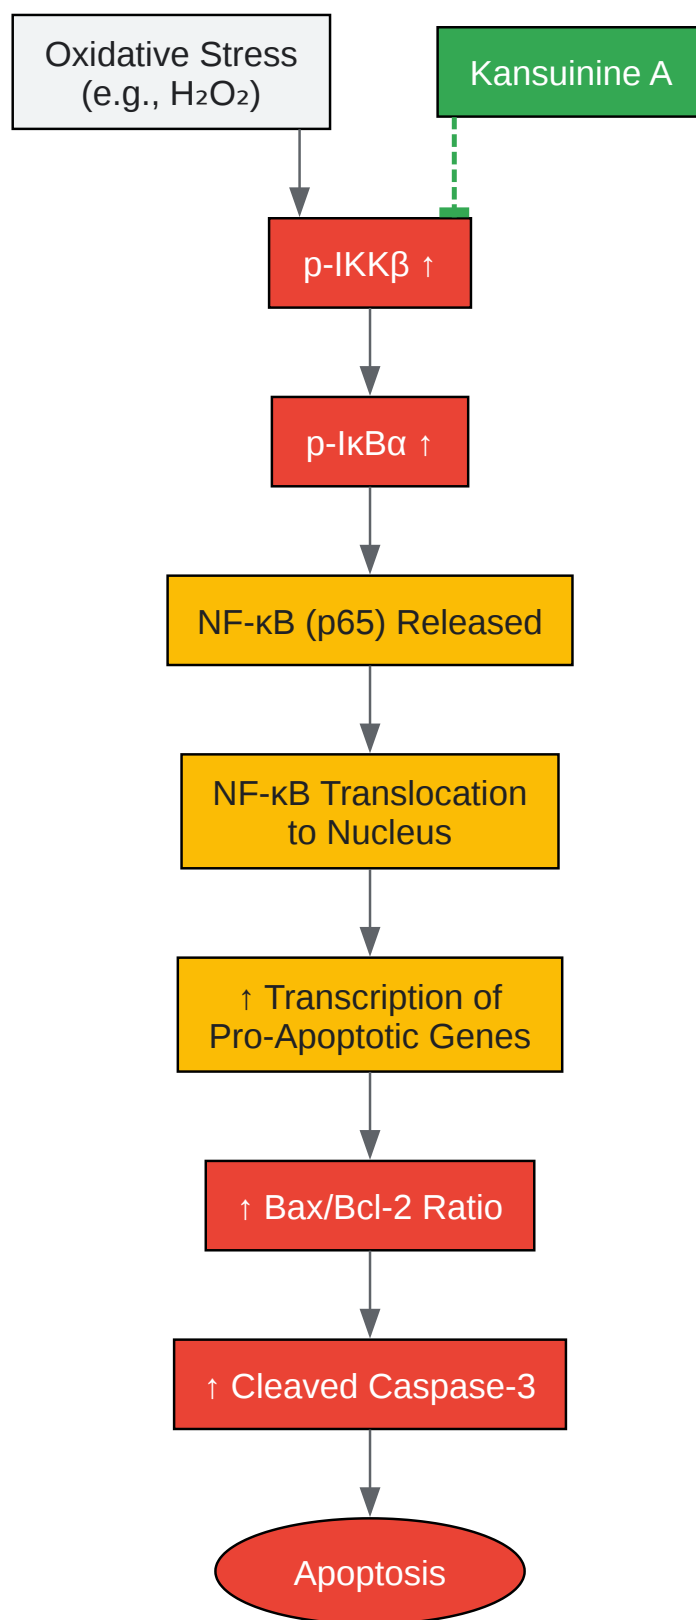 Oxidative Stress
(e.g., H₂O₂)
Kansuinine A
p-IKKβ ↑
p-IκBα ↑
NF-κB (p65) Released
NF-κB Translocation
to Nucleus
↑ Transcription of
Pro-Apoptotic Genes
↑ Bax/Bcl-2 Ratio
↑ Cleaved Caspase-3
Apoptosis